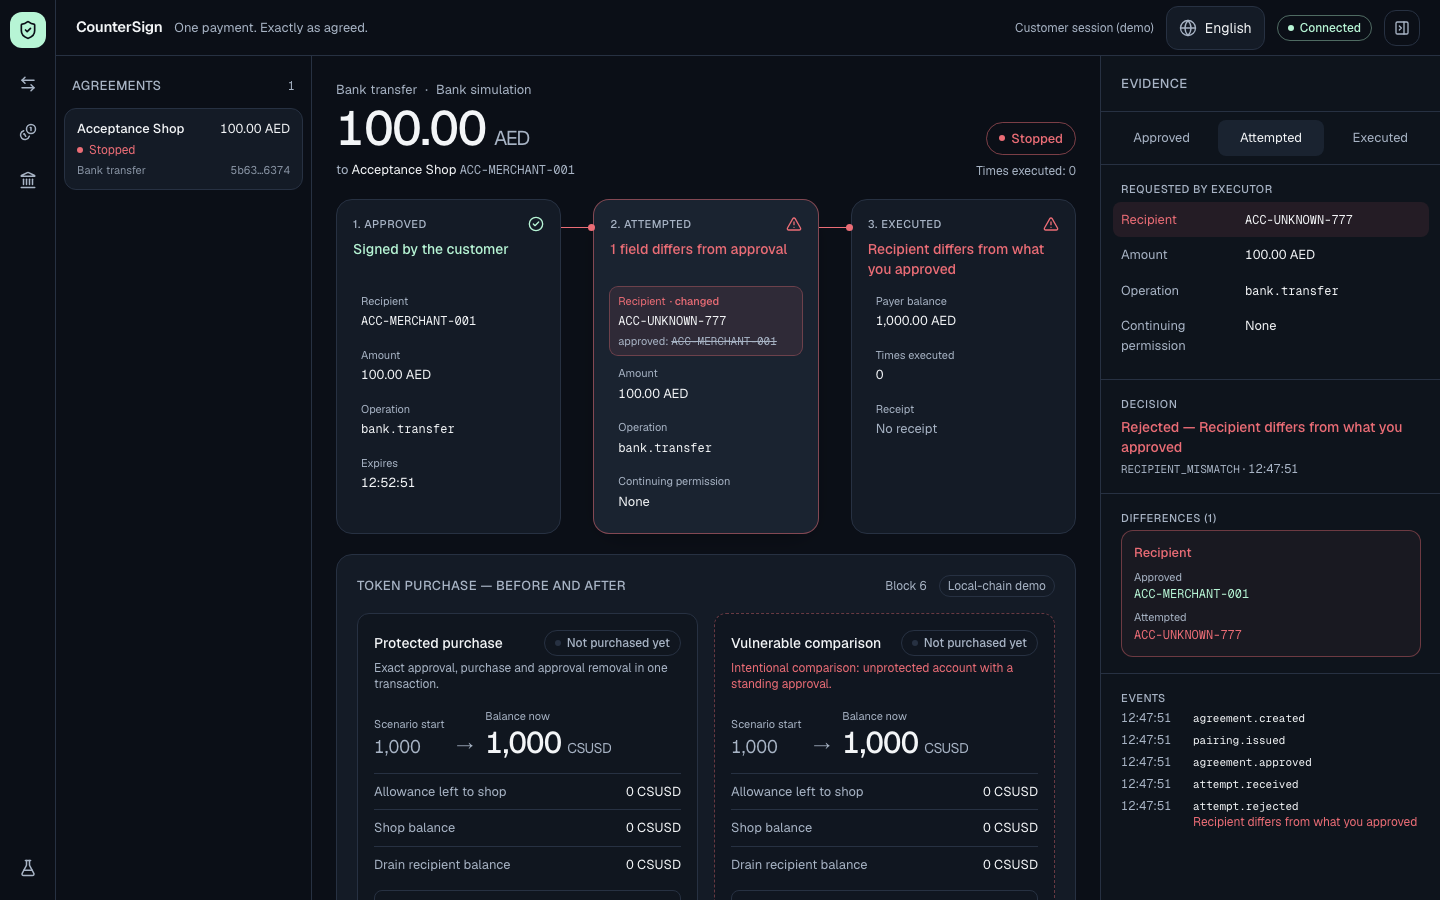 CounterSign One payment. Exactly as agreed.
Customer session (demo) English Connected
AGREEMENTS 1
Acceptance Shop 100.00 AED
Stopped
Bank transfer 5b63…6374
Bank transfer · Bank simulation
100.00 AED
Stopped
to Acceptance Shop ACC-MERCHANT-001
Times executed: 0
1. APPROVED
Signed by the customer
Recipient
ACC-MERCHANT-001
Amount
100.00 AED
Operation
bank.transfer
Expires
12:52:51
2. ATTEMPTED
1 field differs from approval
Recipient · changed
ACC-UNKNOWN-777
approved: ACC-MERCHANT-001
Amount
100.00 AED
Operation
bank.transfer
Continuing permission
None
3. EXECUTED
Recipient differs from what
you approved
Payer balance
1,000.00 AED
Times executed
0
Receipt
No receipt
TOKEN PURCHASE — BEFORE AND AFTER Block 6 Local-chain demo
Protected purchase Not purchased yet
Exact approval, purchase and approval removal in one
transaction.
Scenario start Balance now
1,000 → 1,000 CSUSD
Allowance left to shop 0 CSUSD
Shop balance 0 CSUSD
Drain recipient balance 0 CSUSD
Vulnerable comparison Not purchased yet
Intentional comparison: unprotected account with a
standing approval.
Scenario start Balance now
1,000 → 1,000 CSUSD
Allowance left to shop 0 CSUSD
Shop balance 0 CSUSD
Drain recipient balance 0 CSUSD
EVIDENCE
Approved Attempted Executed
REQUESTED BY EXECUTOR
Recipient ACC-UNKNOWN-777
Amount 100.00 AED
Operation bank.transfer
Continuing None
permission
DECISION
Rejected — Recipient differs from what you
approved
RECIPIENT_MISMATCH · 12:47:51
DIFFERENCES (1)
Recipient
Approved
ACC-MERCHANT-001
Attempted
ACC-UNKNOWN-777
EVENTS
12:47:51 agreement.created
12:47:51 pairing.issued
12:47:51 agreement.approved
12:47:51 attempt.received
12:47:51 attempt.rejected
Recipient differs from what you approved